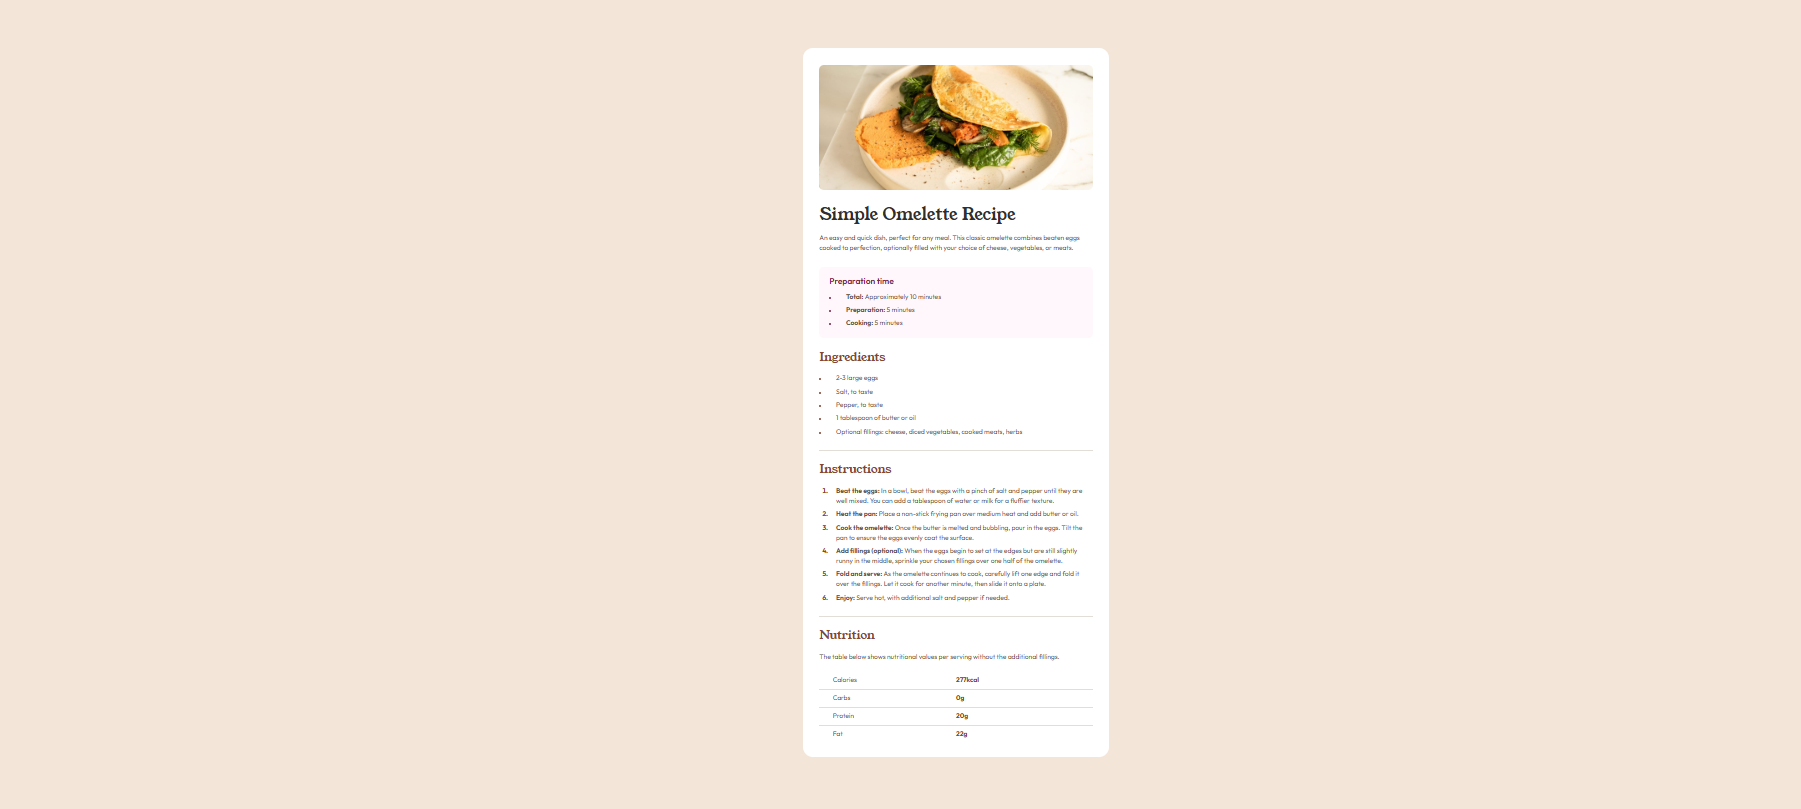 Simple Omelette Recipe
An easy and quick dish, perfect for any meal. This classic omelette combines beaten eggs
cooked to perfection, optionally filled with your choice of cheese, vegetables, or meats.
Preparation time
• Total: Approximately 10 minutes
• Preparation: 5 minutes
• Cooking: 5 minutes
Ingredients
• 2-3 large eggs
• Salt, to taste
• Pepper, to taste
• 1 tablespoon of butter or oil
• Optional fillings: cheese, diced vegetables, cooked meats, herbs
Instructions
1. Beat the eggs: In a bowl, beat the eggs with a pinch of salt and pepper until they are
well mixed. You can add a tablespoon of water or milk for a fluffier texture.
2. Heat the pan: Place a non-stick frying pan over medium heat and add butter or oil.
3. Cook the omelette: Once the butter is melted and bubbling, pour in the eggs. Tilt the
pan to ensure the eggs evenly coat the surface.
4. Add fillings (optional): When the eggs begin to set at the edges but are still slightly
runny in the middle, sprinkle your chosen fillings over one half of the omelette.
5. Fold and serve: As the omelette continues to cook, carefully lift one edge and fold it
over the fillings. Let it cook for another minute, then slide it onto a plate.
6. Enjoy: Serve hot, with additional salt and pepper if needed.
Nutrition
The table below shows nutritional values per serving without the additional fillings.
Calories 277kcal
Carbs 0g
Protein 20g
Fat 22g